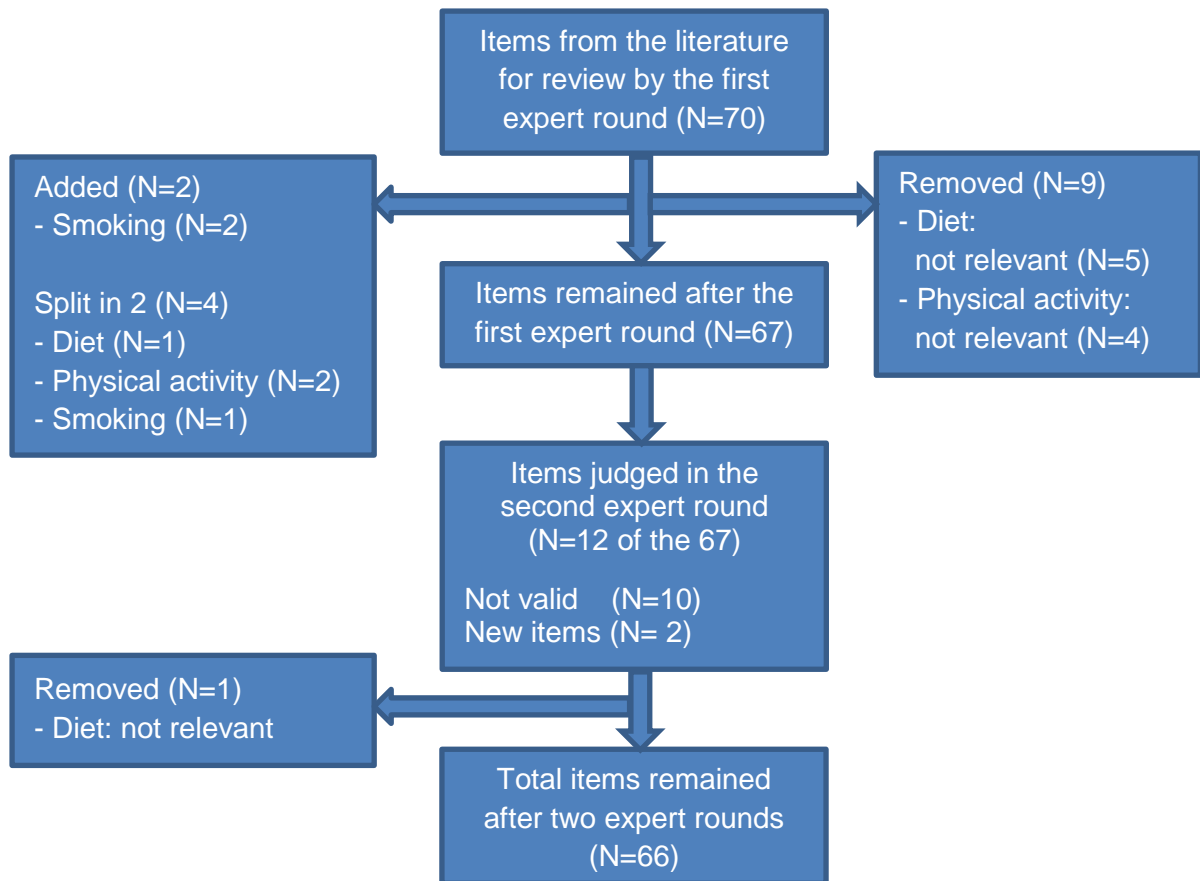 Items from the literature
for review by the first
expert round (N=70)
Added (N=2)
- Smoking (N=2)
Split in 2 (N=4)
- Diet (N=1)
- Physical activity (N=2)
- Smoking (N=1)
Removed (N=9)
- Diet:
not relevant (N=5)
- Physical activity:
not relevant (N=4)
Items remained after the
first expert round (N=67)
Items judged in the
second expert round
(N=12 of the 67)
Not valid (N=10)
New items (N= 2)
Removed (N=1)
- Diet: not relevant
Total items remained
after two expert rounds
(N=66)